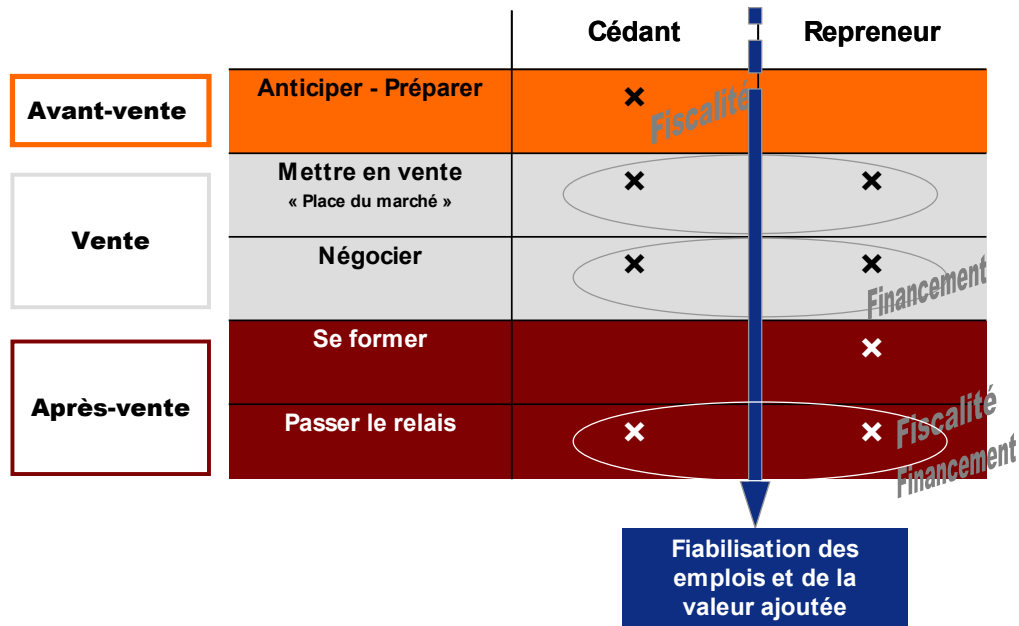 Cédant
Repreneur
Avant-vente
Anticiper - Préparer
Fiscalité
Vente
Mettre en vente
« Place du marché »
Négocier
Financement
Après-vente
Se former
Passer le relais
Fiscalité
Financement
Fiabilisation des
emplois et de la
valeur ajoutée